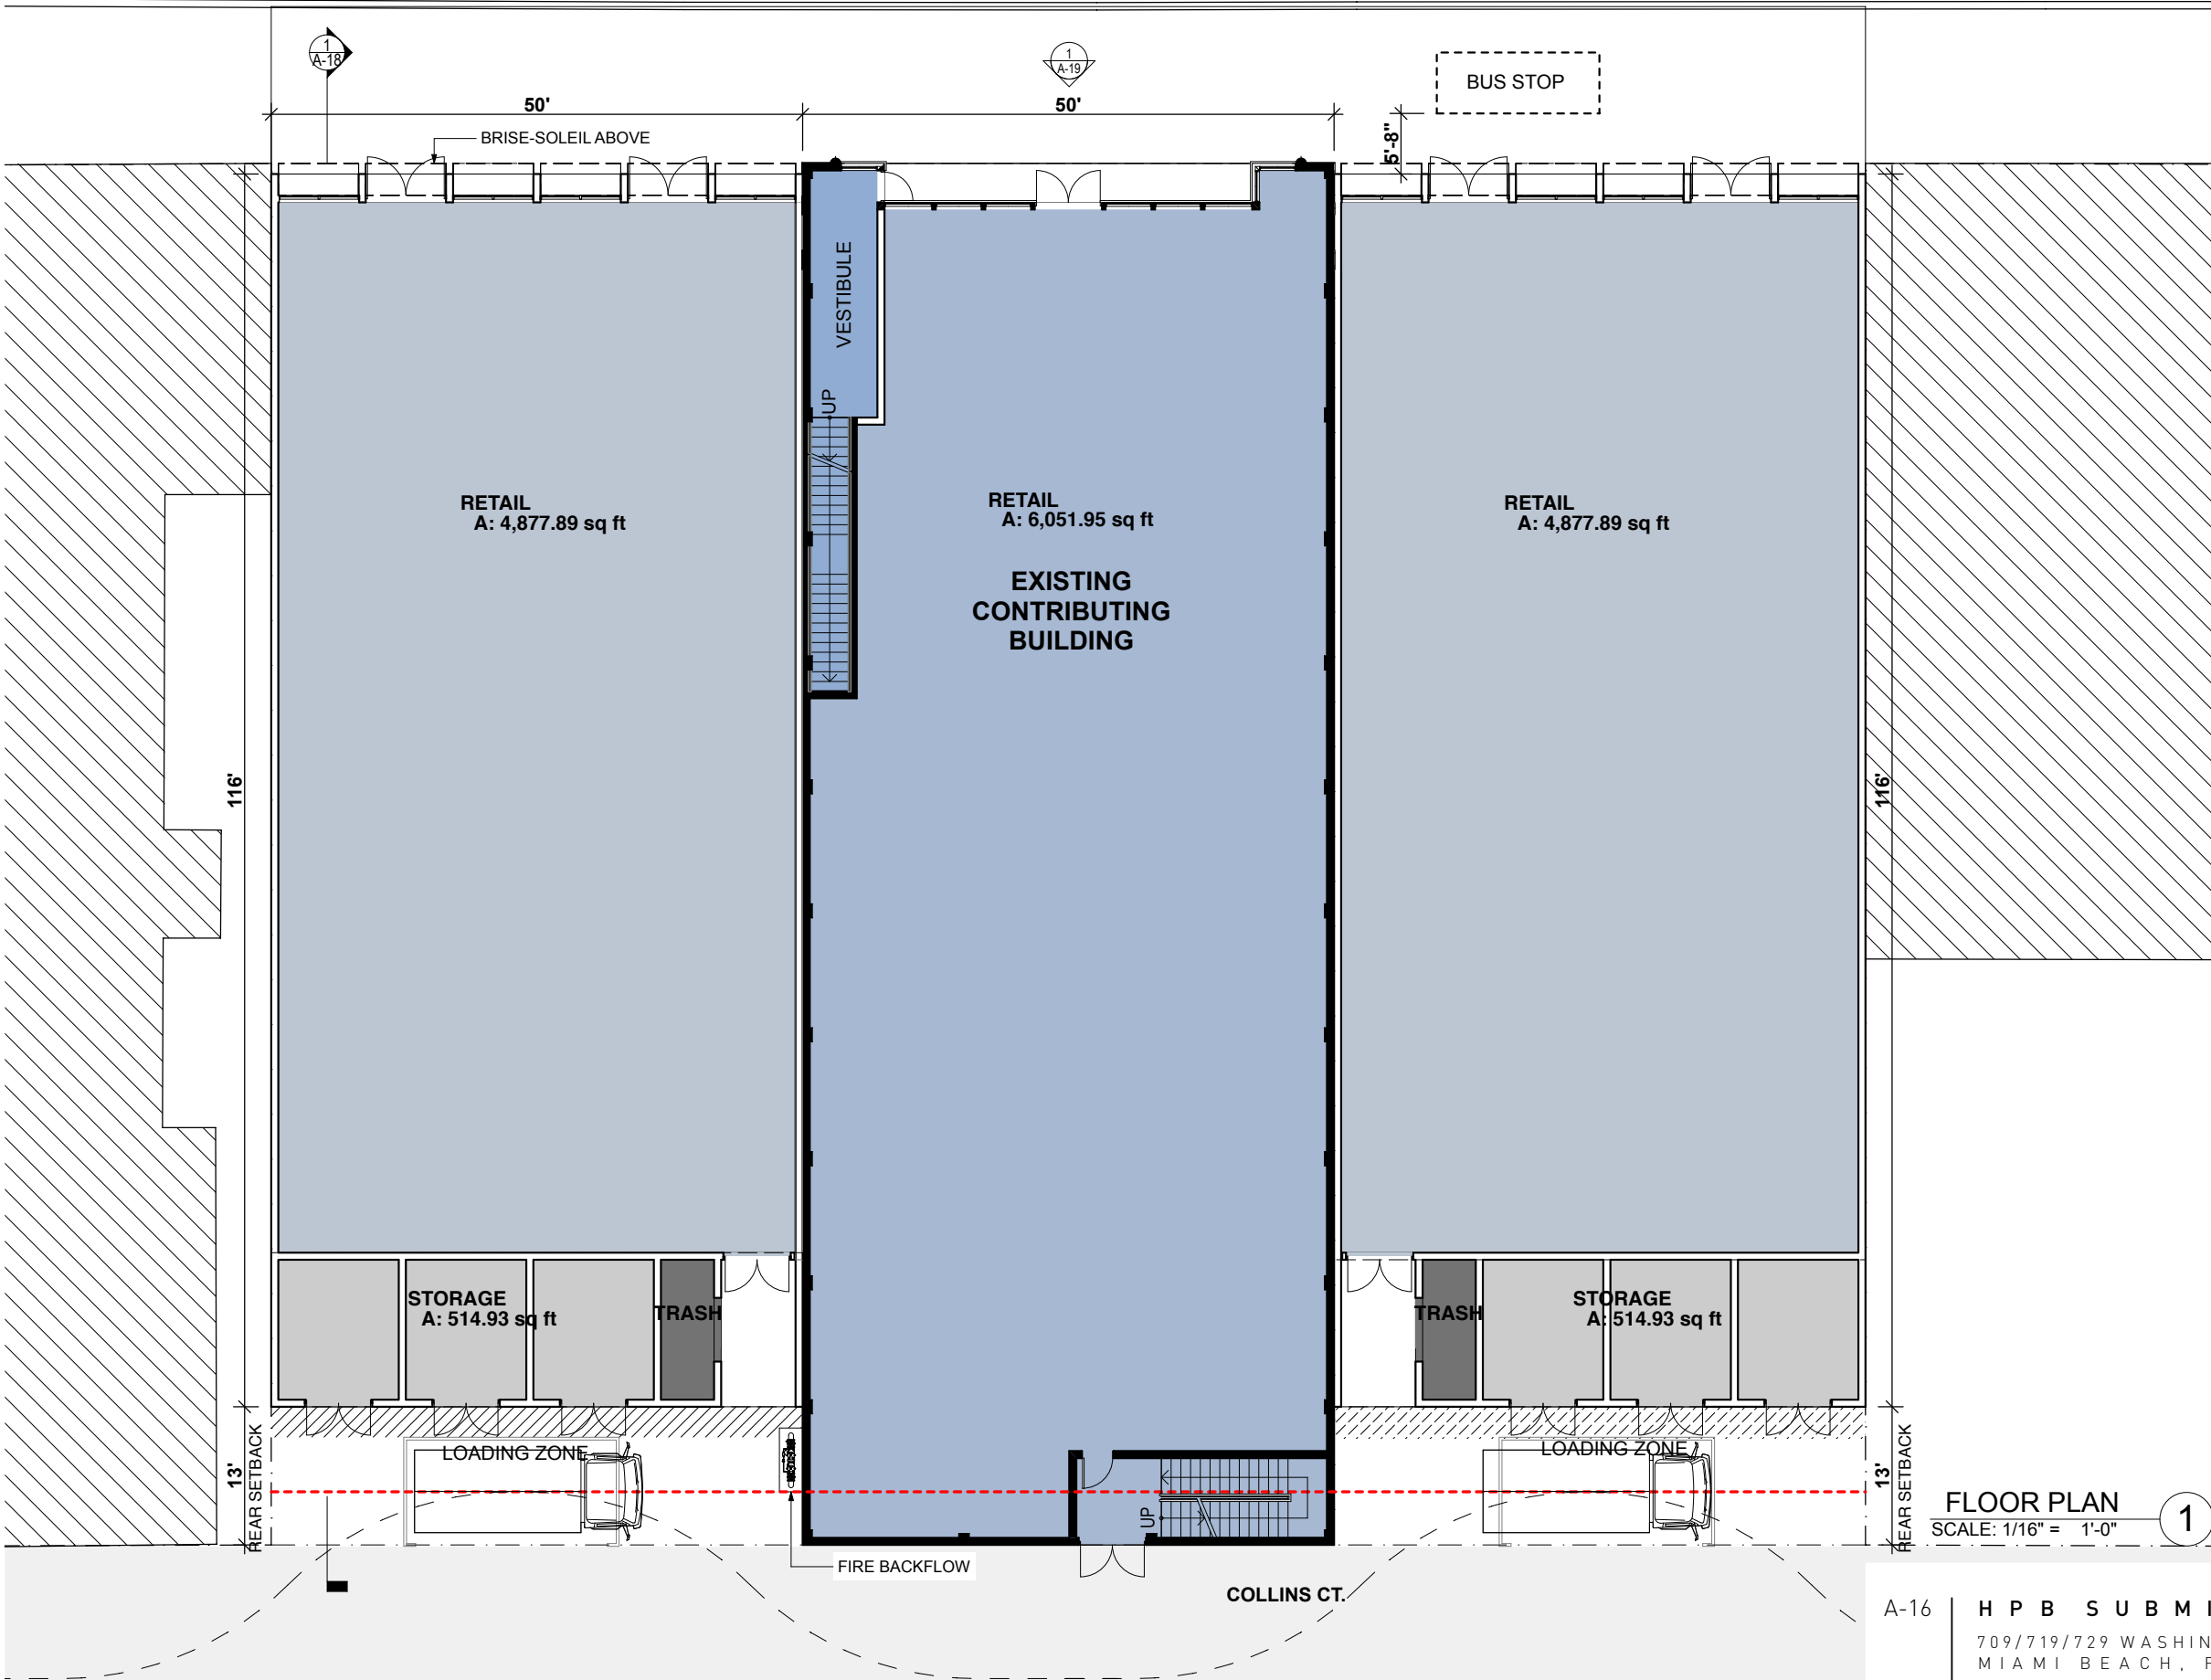 1
A-18
1
A-19
BUS STOP
50'
50'
BRISE-SOLEIL ABOVE
5'-8"
VESTIBULE
UP
RETAIL
A: 4,877.89 sq ft
RETAIL
A: 6,051.95 sq ft
RETAIL
A: 4,877.89 sq ft
EXISTING
CONTRIBUTING
BUILDING
116'
116'
STORAGE
A: 514.93 sq ft
TRASH
TRASH
STORAGE
A: 514.93 sq ft
LOADING ZONE
LOADING ZONE
13'
REAR SETBACK
13'
REAR SETBACK
UP
FIRE BACKFLOW
COLLINS CT.
FLOOR PLAN
SCALE: 1/16" = 1'-0"
1
A-16
HPB SUBMI
709/719/729 WASHIN
MIAMI BEACH, F